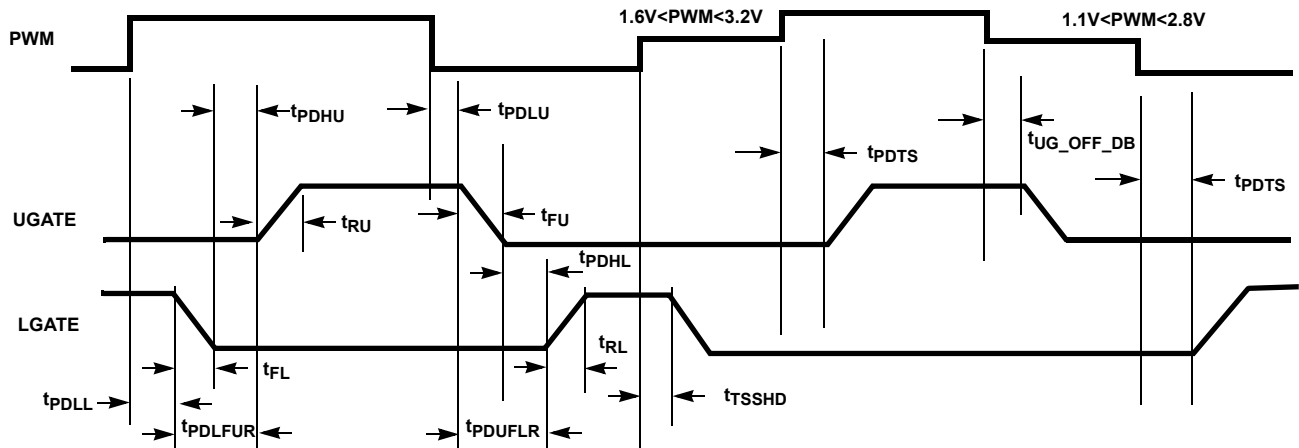 1.6V<PWM<3.2V
1.1V<PWM<2.8V
PWM
tPDHU
tPDLU
tPDTS
tUG_OFF_DB
tPDTS
UGATE
tRU
tFU
tPDHL
LGATE
tRL
tFL
tPDLL
tTSSHD
tPDLFUR
tPDUFLR